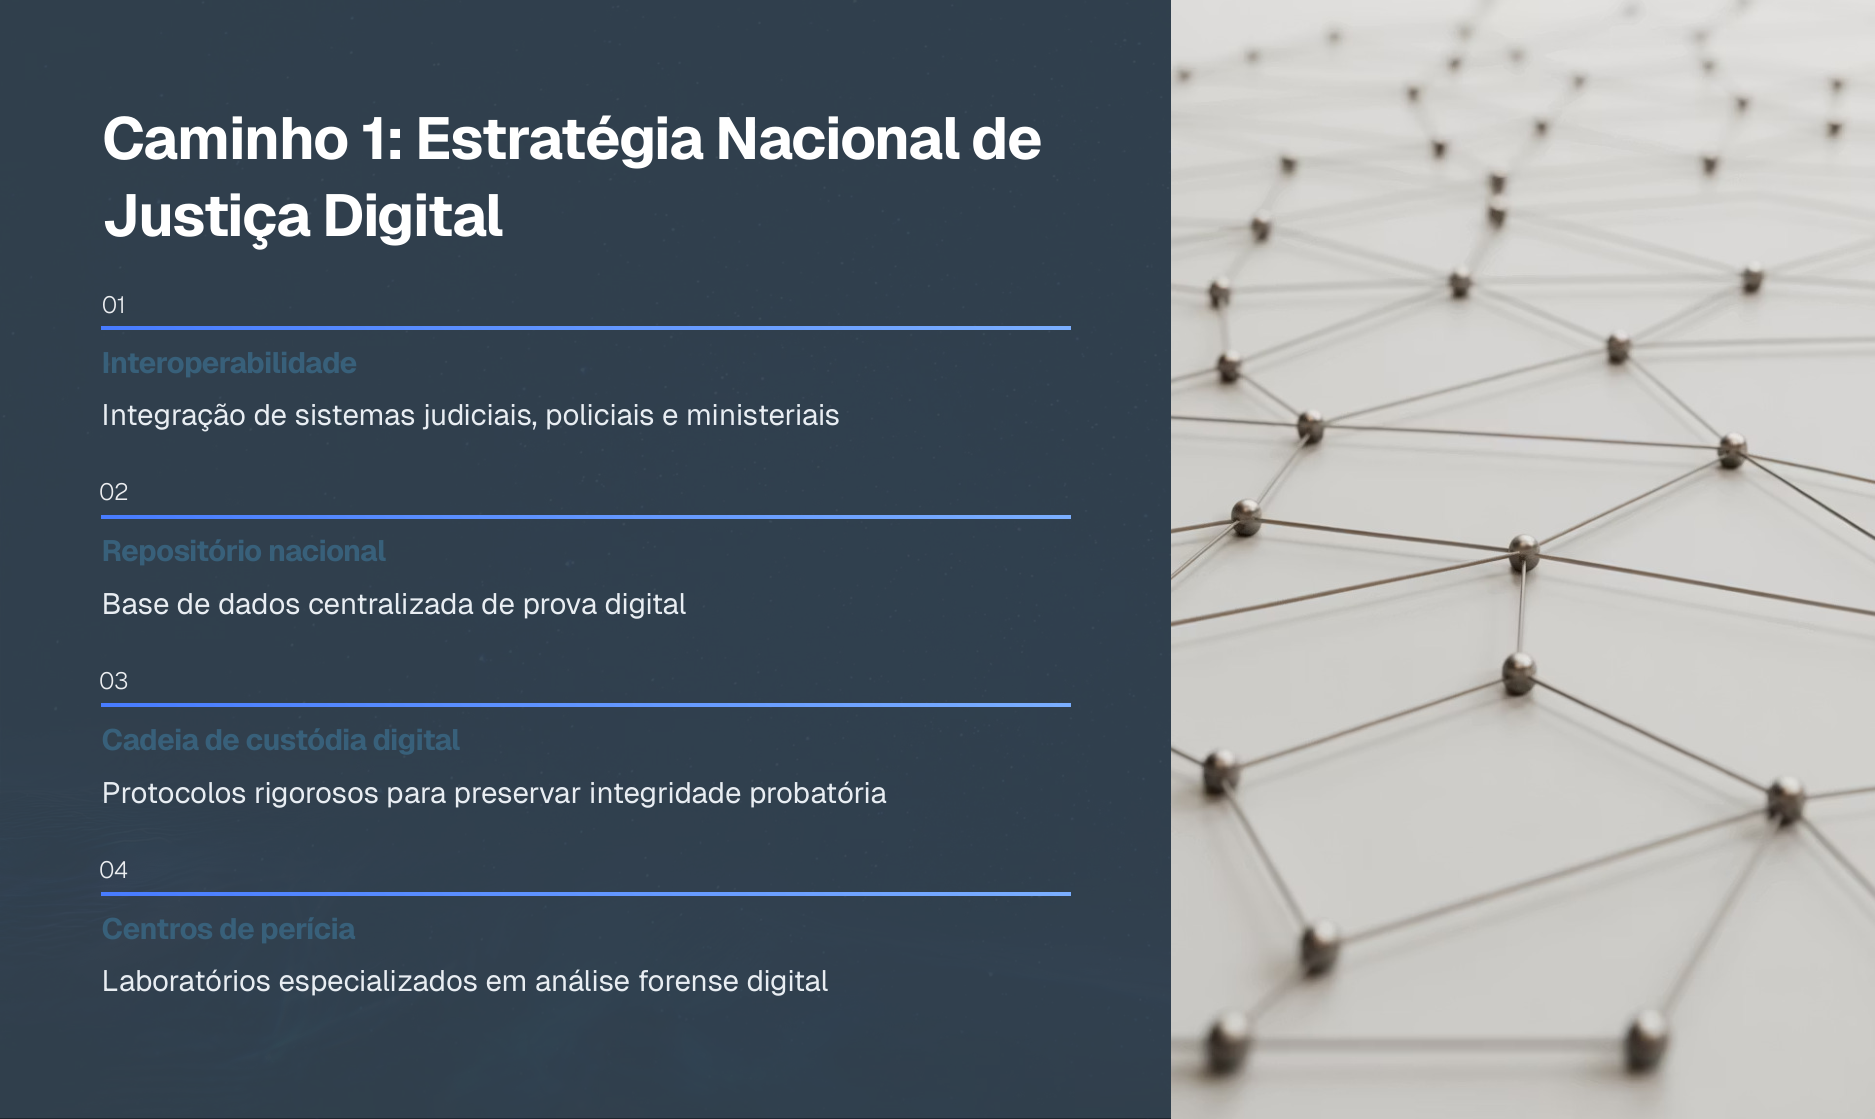 Caminho 1: Estratégia Nacional de
Justiça Digital
01
Interoperabilidade
Integração de sistemas judiciais, policiais e ministeriais
02
Repositório nacional
Base de dados centralizada de prova digital
03
Cadeia de custódia digital
Protocolos rigorosos para preservar integridade probatória
04
Centros de perícia
Laboratórios especializados em análise forense digital